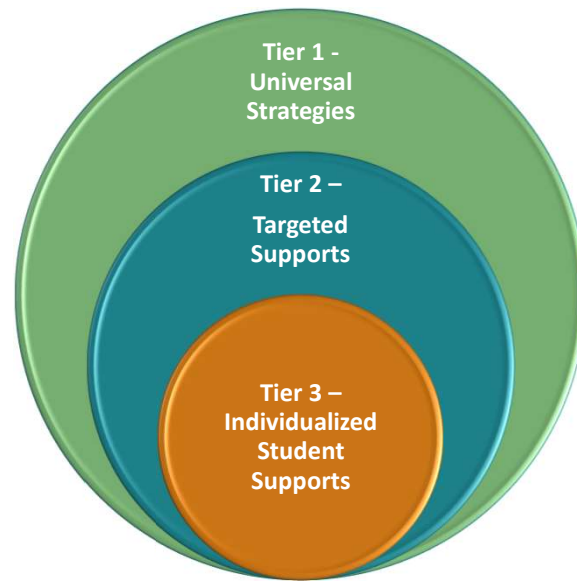 Tier 1 -
Universal
Strategies
Tier 2 –
Targeted
Supports
Tier 3 –
Individualized
Student
Supports